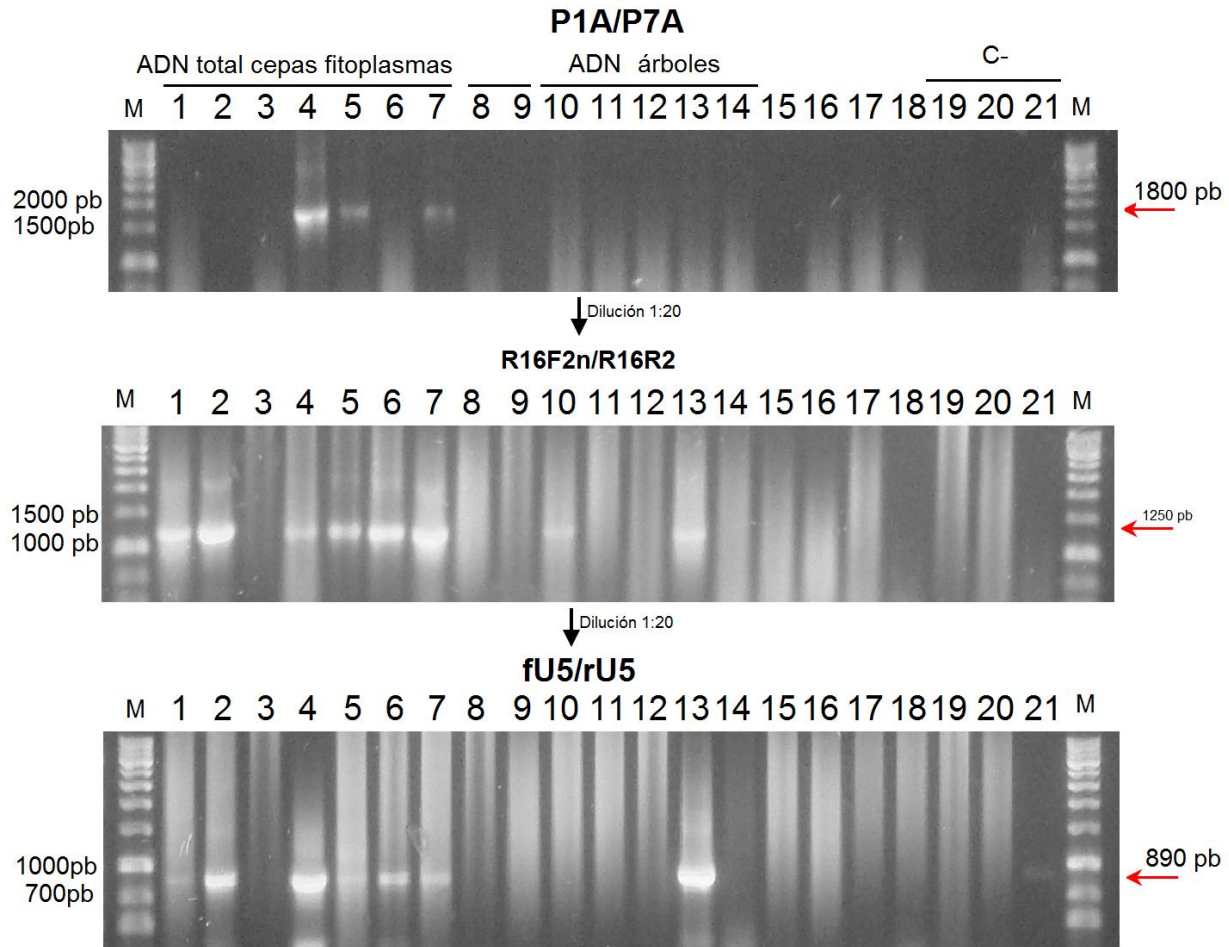 P1A/P7A
ADN total cepas fitoplasmas ADN árboles C-
M 1 2 3 4 5 6 7 8 9 10 11 12 13 14 15 16 17 18 19 20 21 M
2000 pb 1800 pb
1500pb
Dilución 1:20
R16F2n/R16R2
M 1 2 3 4 5 6 7 8 9 10 11 12 13 14 15 16 17 18 19 20 21 M
1500 pb 1250 pb
1000 pb
Dilución 1:20
fU5/rU5
M 1 2 3 4 5 6 7 8 9 10 11 12 13 14 15 16 17 18 19 20 21 M
1000pb 890 pb
700pb